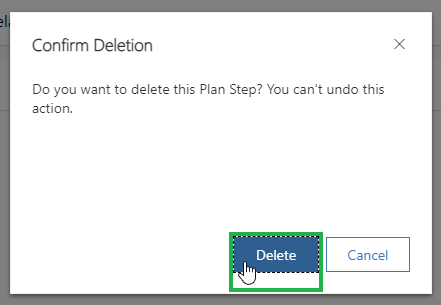 Confirm Deletion
Do you want to delete this Plan Step? You can't undo this
action.
Delete
Cancel